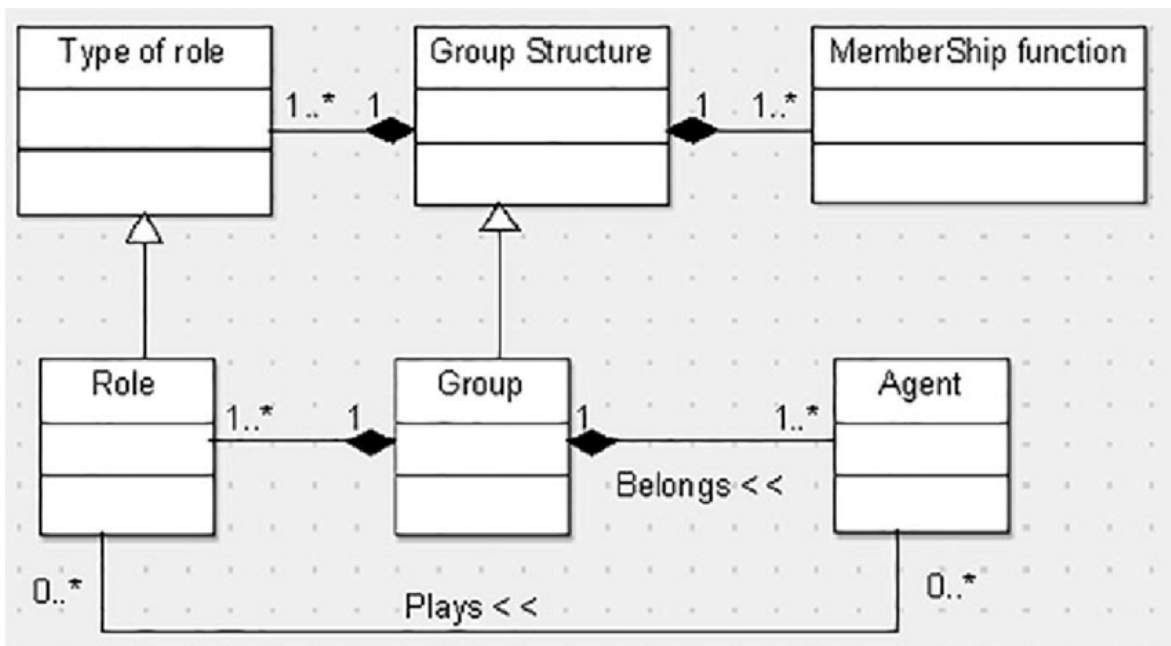 Type of role
Group Structure
MemberShip function
1..*
1
1
1..*
Role
Group
Agent
1..*
1
1
1..*
Belongs <<
0..*
0..*
Plays <<